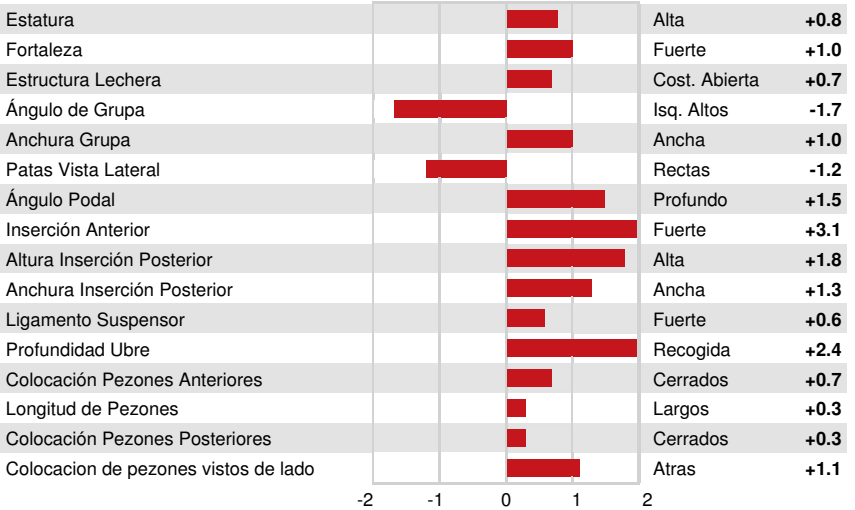 Estatura Alta +0.8
Fortaleza Fuerte +1.0
Estructura Lechera Cost. Abierta +0.7
Ángulo de Grupa Isq. Altos -1.7
Anchura Grupa Ancha +1.0
Patas Vista Lateral Rectas -1.2
Ángulo Podal Profundo +1.5
Inserción Anterior Fuerte +3.1
Altura Inserción Posterior Alta +1.8
Anchura Inserción Posterior Ancha +1.3
Ligamento Suspensor Fuerte +0.6
Profundidad Ubre Recogida +2.4
Colocación Pezones Anteriores Cerrados +0.7
Longitud de Pezones Largos +0.3
Colocación Pezones Posteriores Cerrados +0.3
Colocacion de pezones vistos de lado Atras +1.1
-2 -1 0 1 2